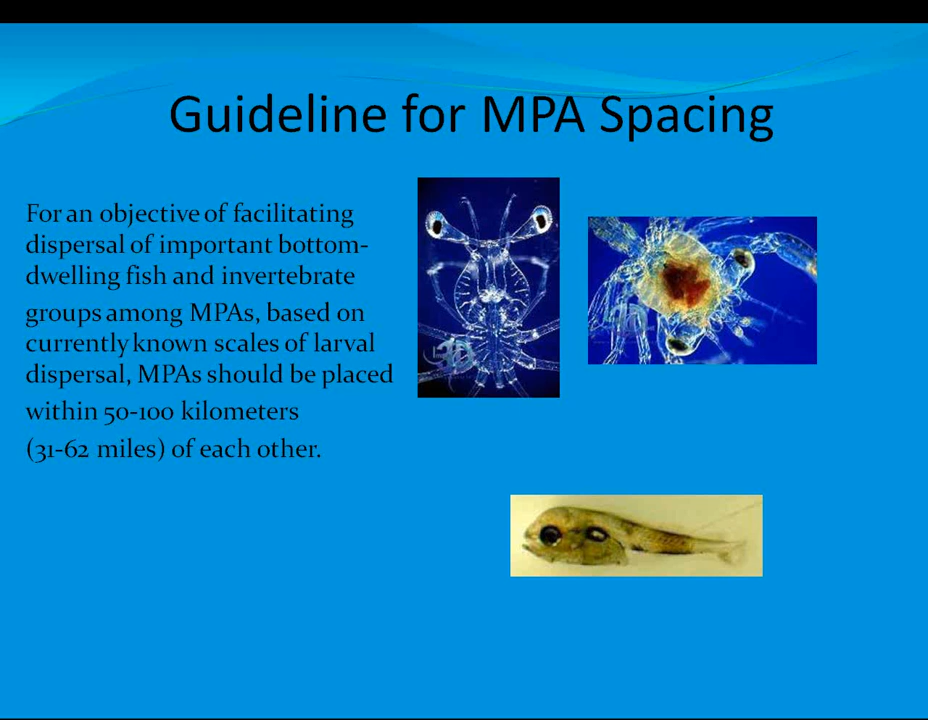 Guideline for MPA Spacing
For an objective of facilitating
dispersal of important bottom-
dwelling fish and invertebrate
groups among MPAs, based on
currently known scales of larval
dispersal, MPAs should be placed
within 50-100 kilometers
(31-62 miles) of each other.